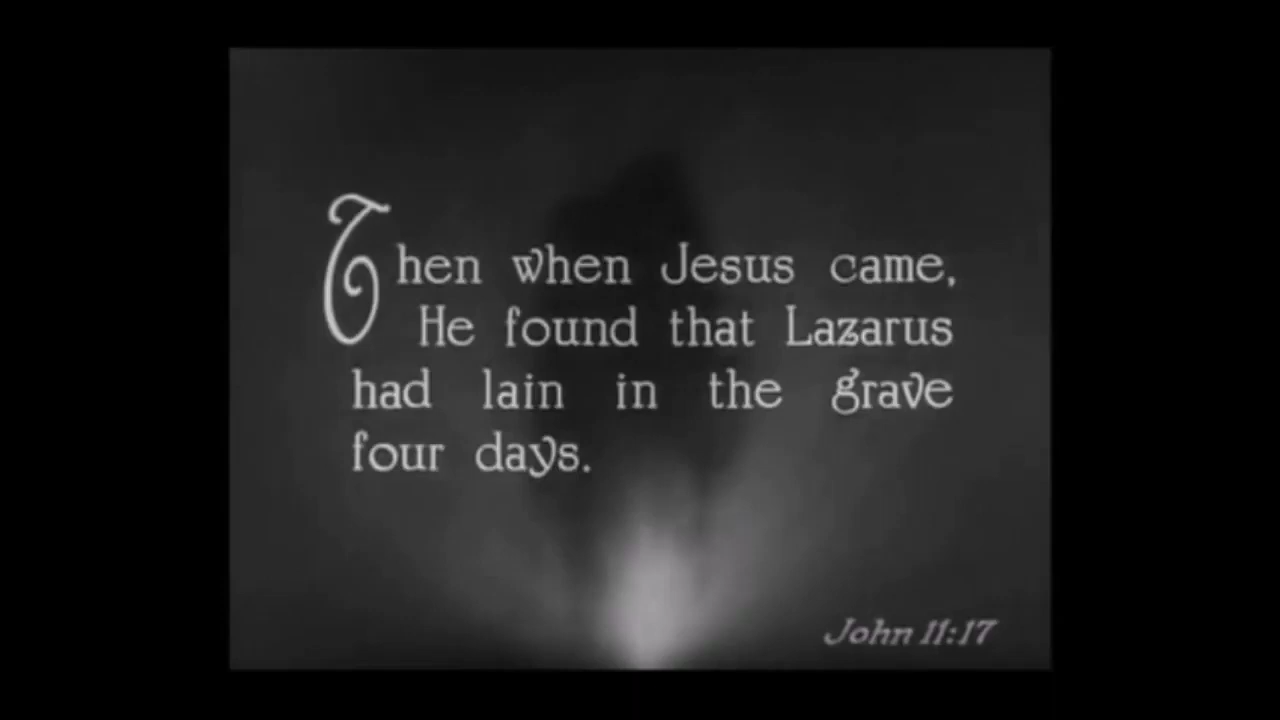 Then when Jesus came,
He found that Lazarus
had lain in the grave
four days.
John 11:17